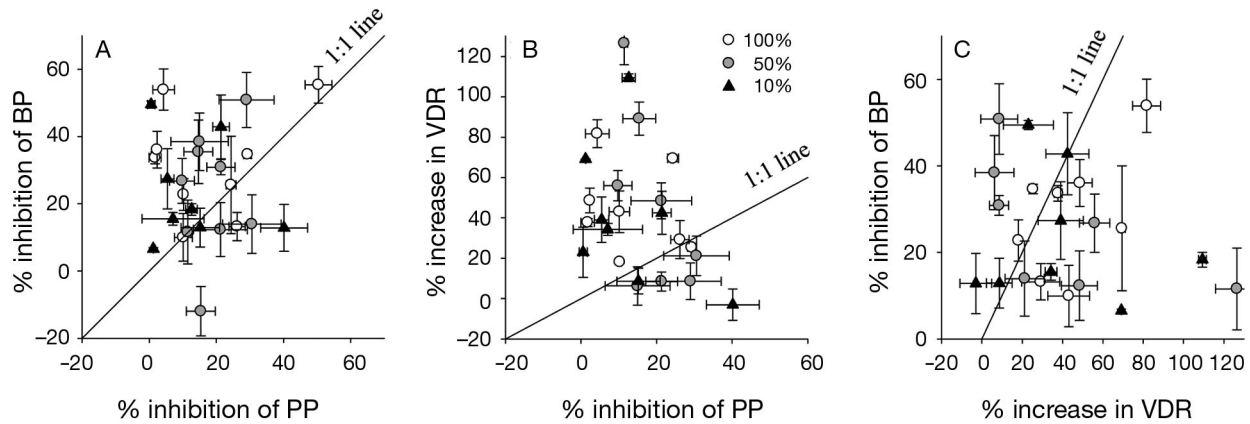 A
1:1 line
60
40
20
0
−20
−20 0 20 40 60
% inhibition of BP
% inhibition of PP
B
100%
50%
10%
1:1 line
120
100
80
60
40
20
0
−20
−20 0 20 40 60
% increase in VDR
% inhibition of PP
C
1:1 line
60
40
20
0
−20 0 20 40 60 80 100 120
% inhibition of BP
% increase in VDR